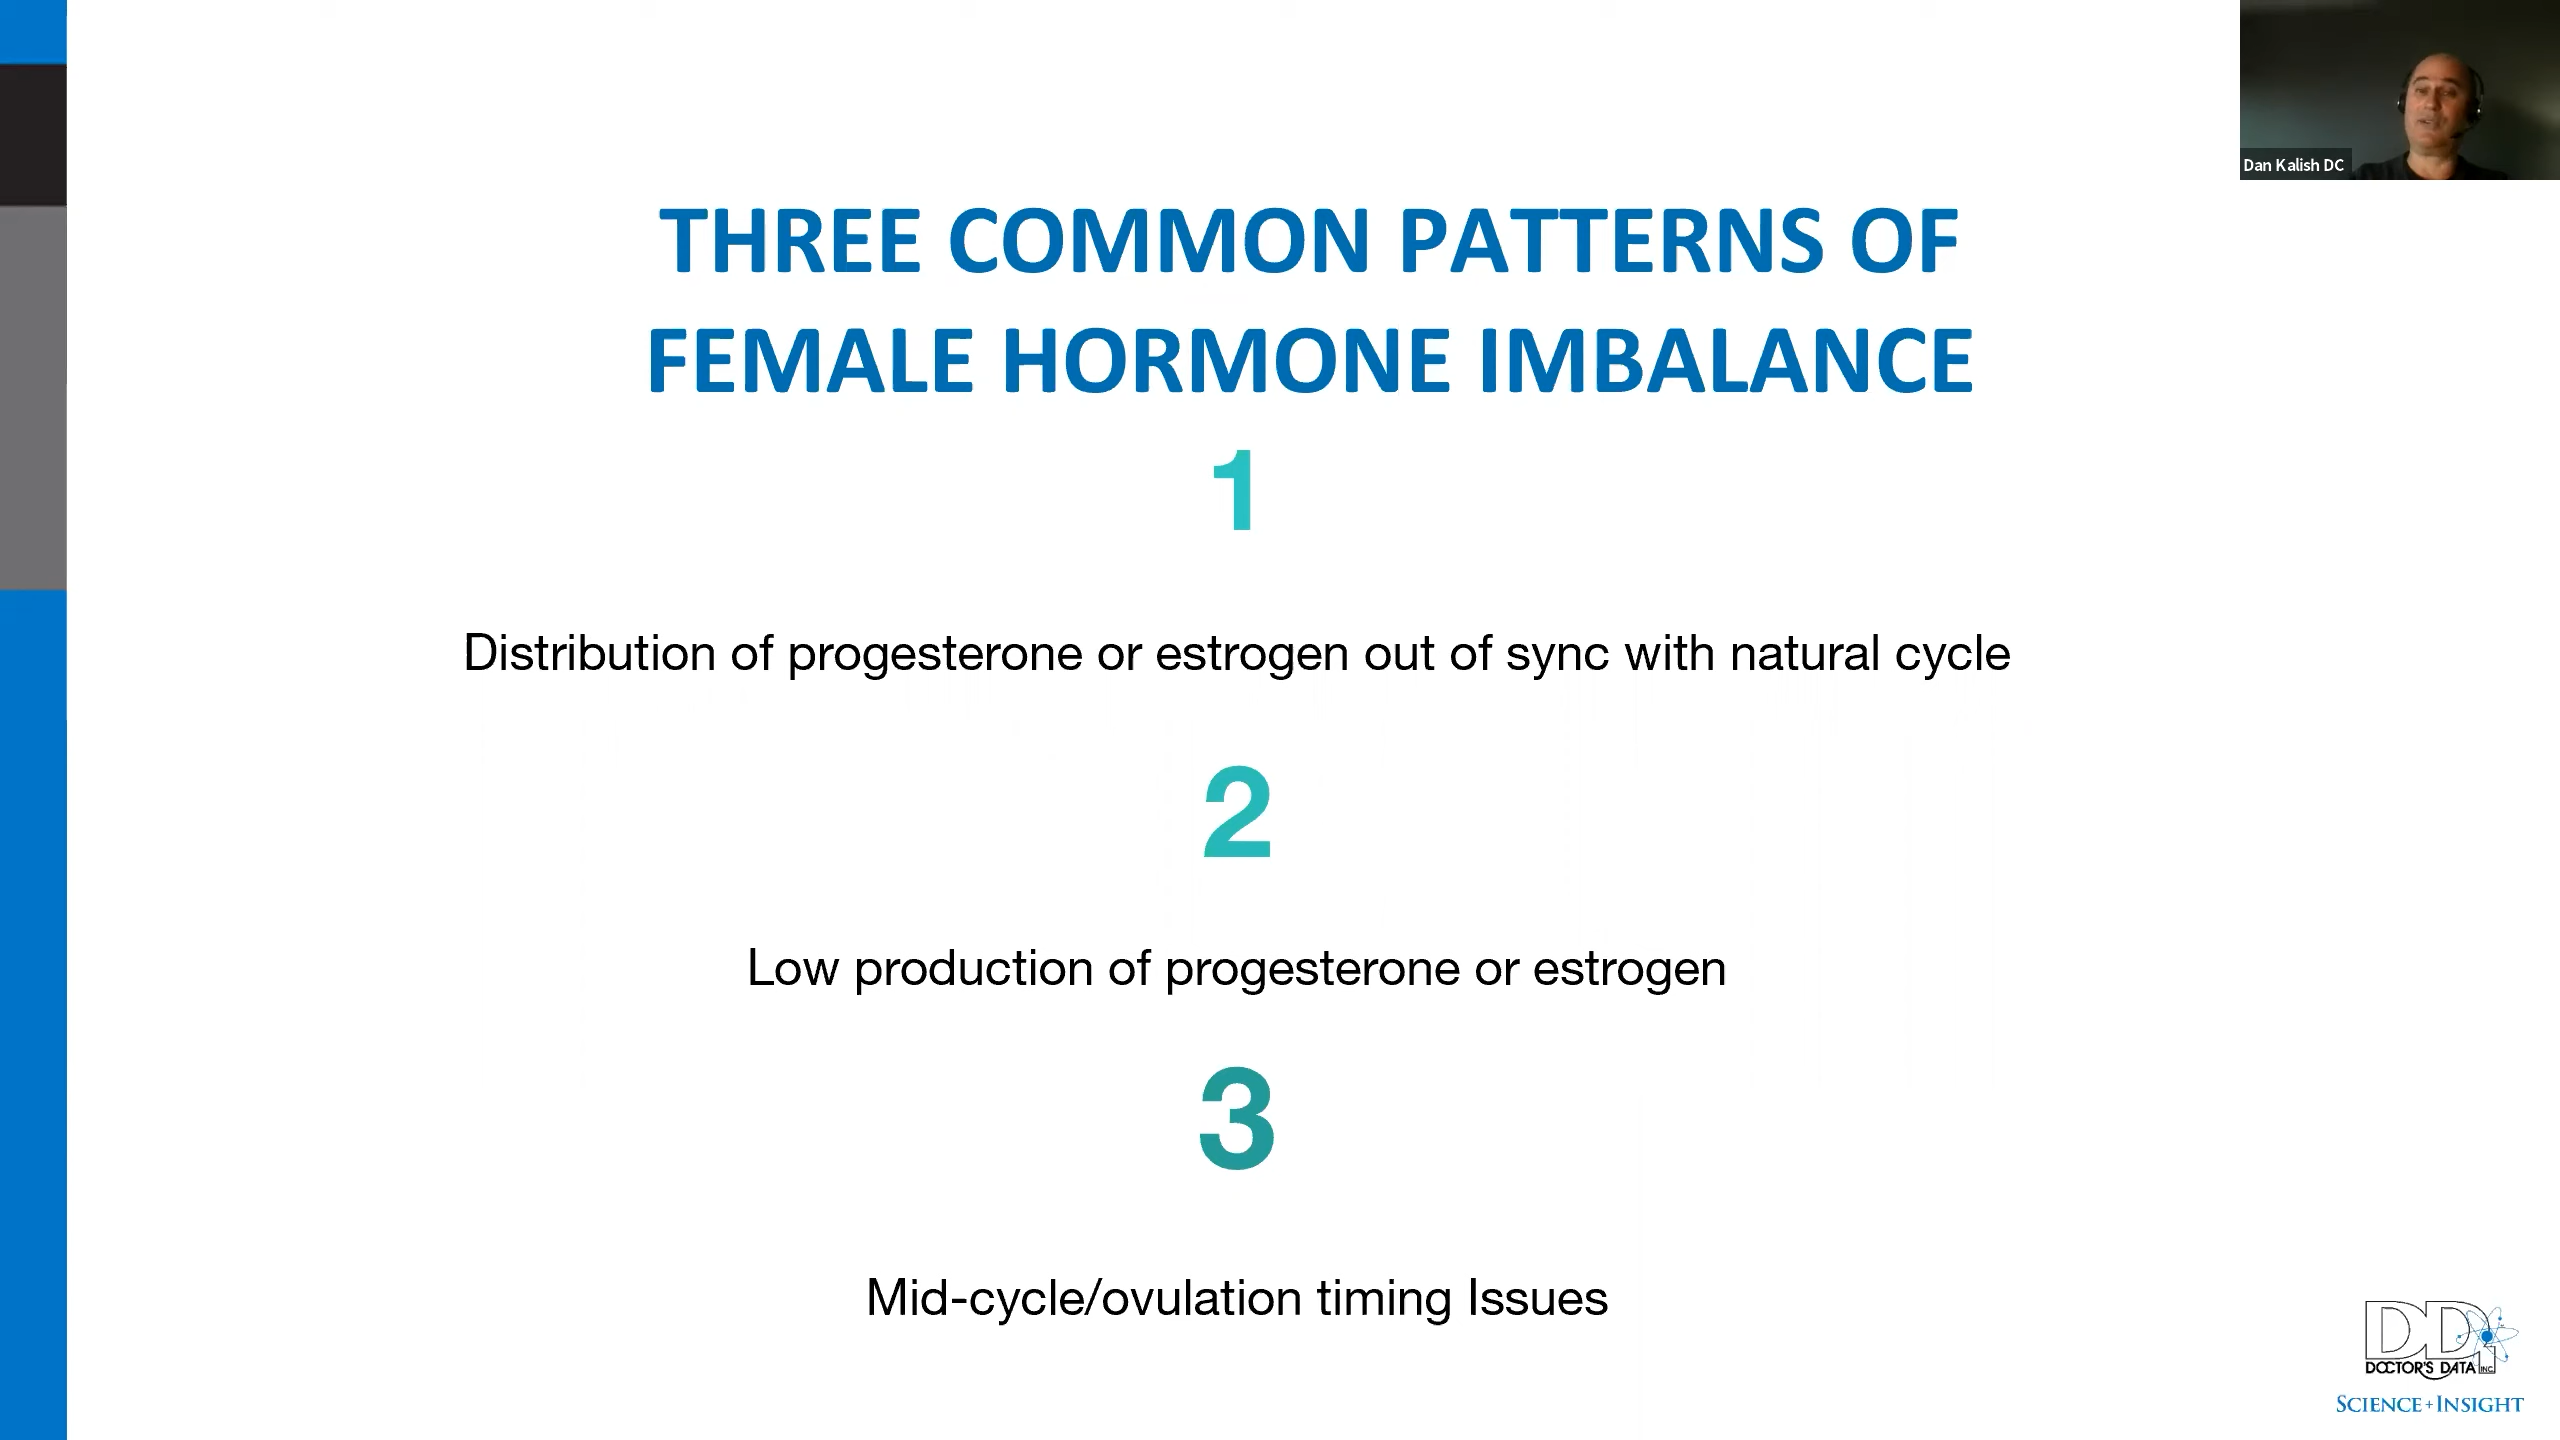 Dan Kalish DC
THREE COMMON PATTERNS OF
FEMALE HORMONE IMBALANCE
1
Distribution of progesterone or estrogen out of sync with natural cycle
2
Low production of progesterone or estrogen
3
Mid-cycle/ovulation timing Issues
DD
DOCTOR'S DATA INC.
SCIENCE + INSIGHT